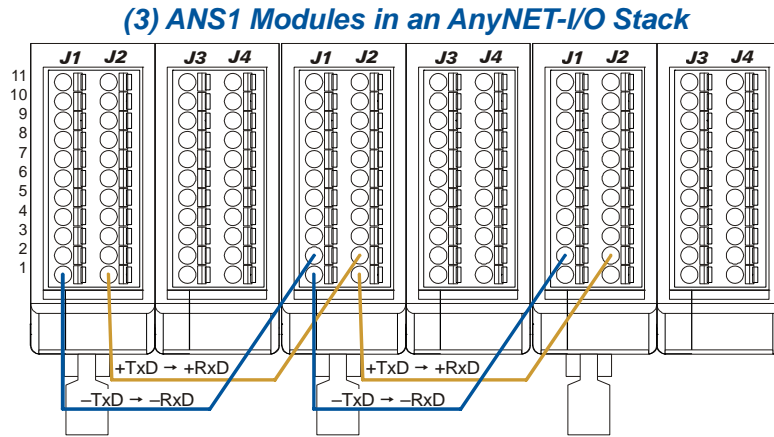 (3) ANS1 Modules in an AnyNET-I/O Stack
J1 J2 J3 J4 J1 J2 J3 J4 J1 J2 J3 J4
11
10
9
8
7
6
5
4
3
2
1
+TxD → +RxD +TxD → +RxD
–TxD → –RxD –TxD → –RxD